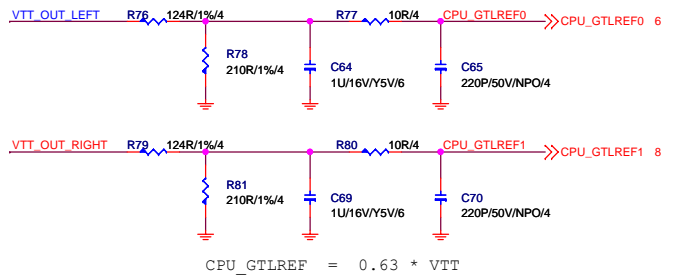 VTT_OUT_LEFT R76 124R/1%/4 R77 10R/4 CPU_GTLREF0 CPU_GTLREF0 6
R78
210R/1%/4
C64
1U/16V/Y5V/6
C65
220P/50V/NPO/4
VTT_OUT_RIGHT R79 124R/1%/4 R80 10R/4 CPU_GTLREF1 CPU_GTLREF1 8
R81
210R/1%/4
C69
1U/16V/Y5V/6
C70
220P/50V/NPO/4
CPU_GTLREF = 0.63 * VTT